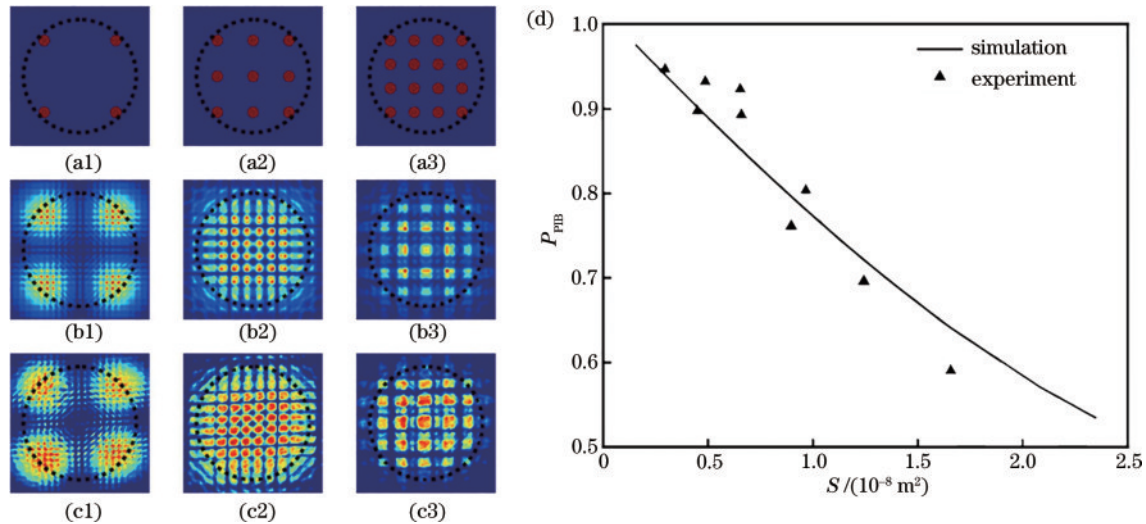 (a1) (a2) (a3)
(b1) (b2) (b3)
(c1) (c2) (c3)
(d)
simulation
experiment
1.0
0.9
0.8
0.7
0.6
0.5
P_PIB
0 0.5 1.0 1.5 2.0 2.5
S /(10⁻⁸ m²)